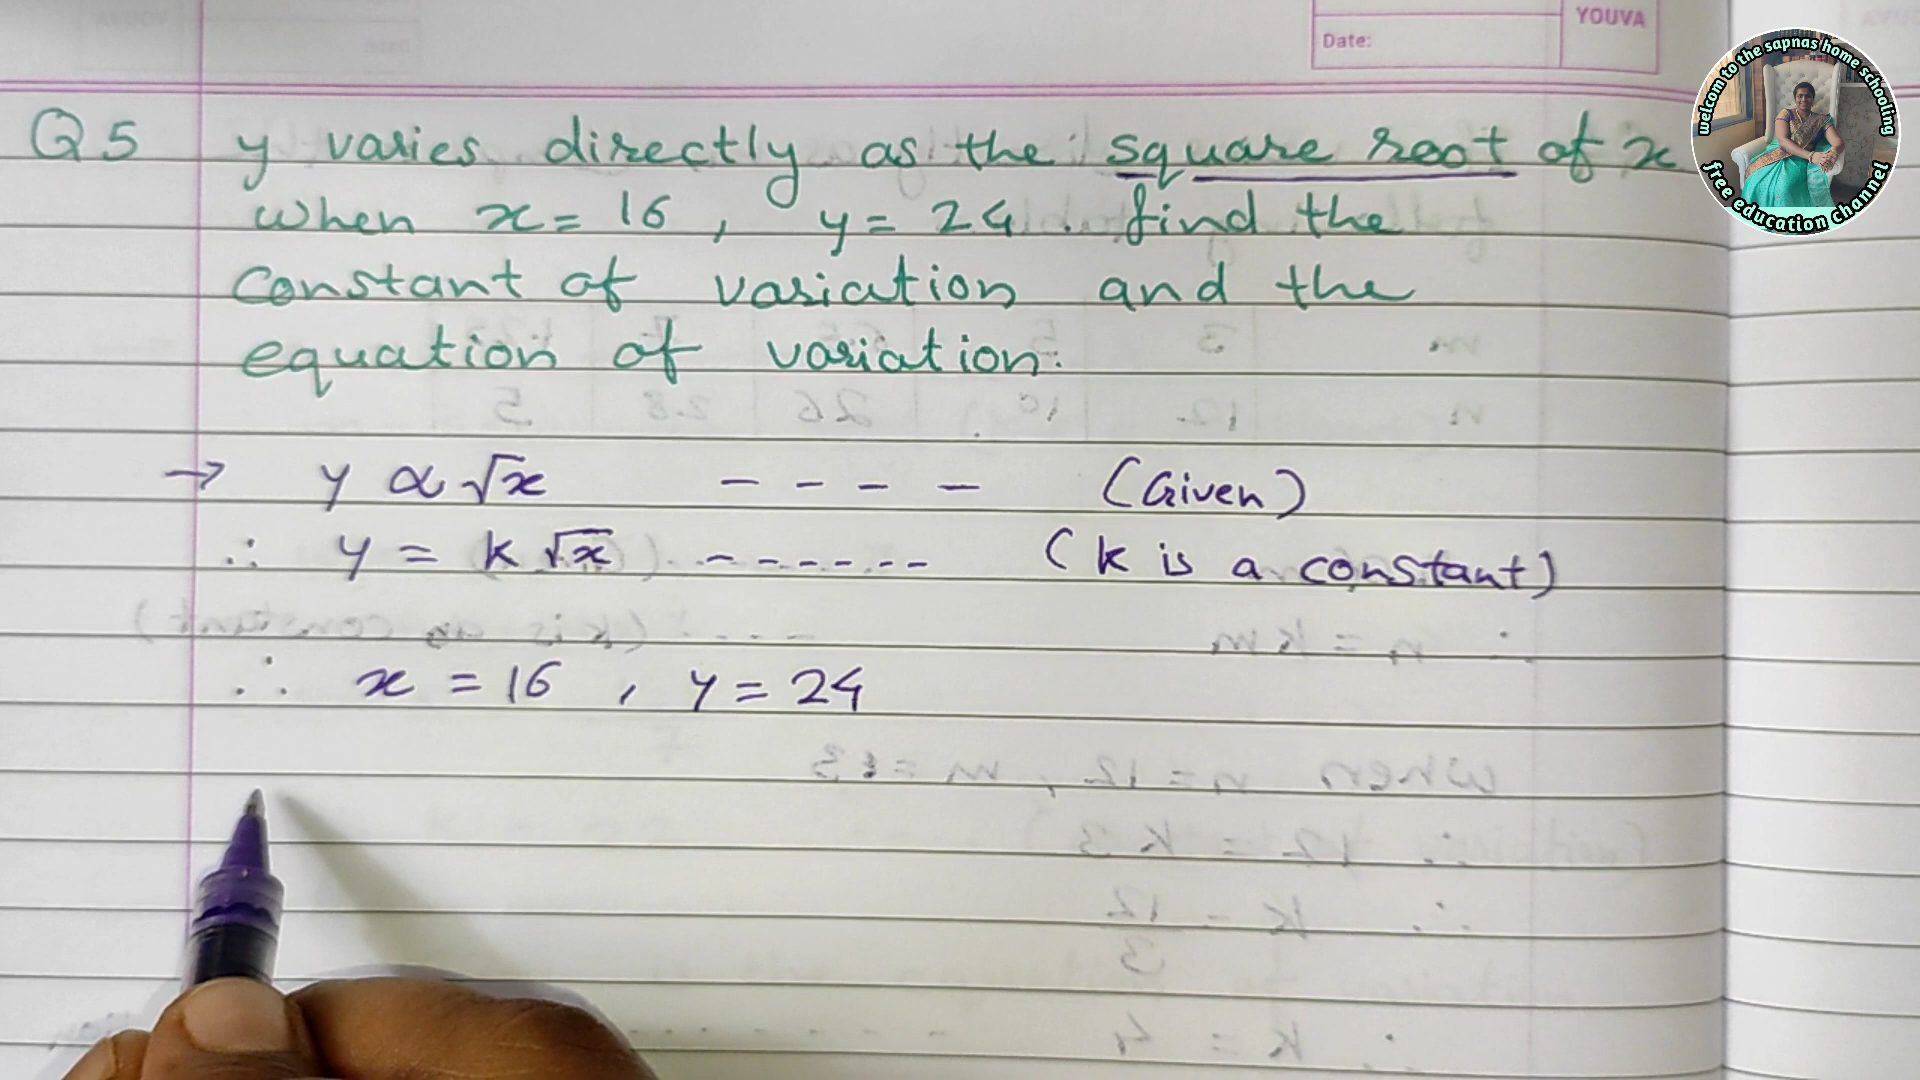 YOUVA
Date:
welcom to the sapnas home schooling
free education channel
Q5 y varies directly as the square root of x
when x = 16 , y = 24 . find the
constant of variation and the
equation of variation.
→ y ∝ √x - - - - (Given)
∴ y = k √x - - - - - - (k is a constant)
∴ x = 16 , y = 24